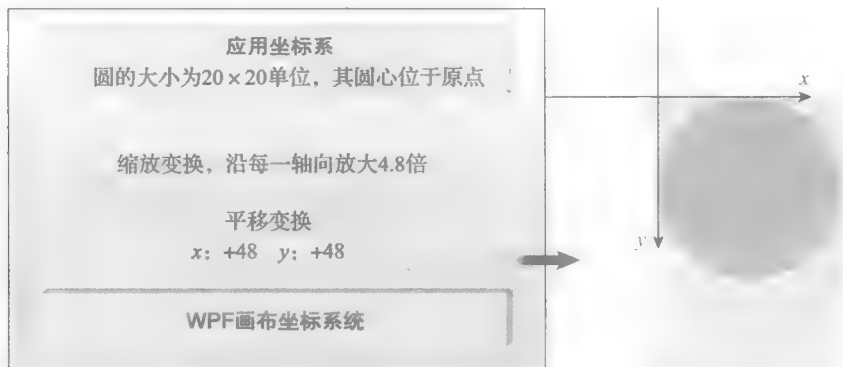 应用坐标系
圆的大小为20×20单位，其圆心位于原点
缩放变换，沿每一轴向放大4.8倍
平移变换
x：+48 y：+48
WPF画布坐标系统
x
y